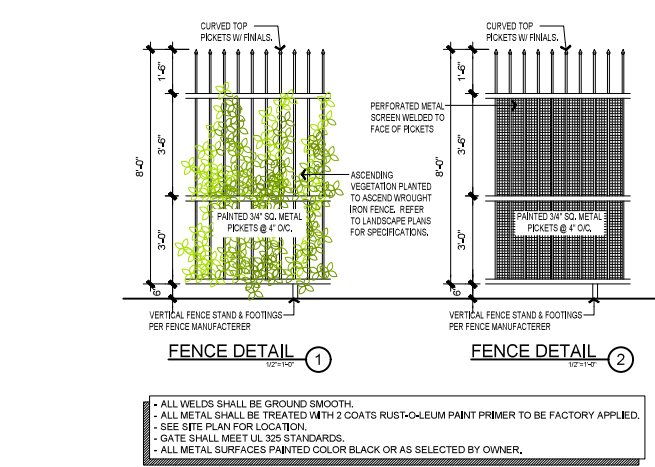 CURVED TOP
PICKETS W/ FINIALS.
1'-6"
3'-6"
8'-0"
3'-0"
6"
ASCENDING
VEGETATION PLANTED
TO ASCEND WROUGHT
IRON FENCE. REFER
TO LANDSCAPE PLANS
FOR SPECIFICATIONS.
PAINTED 3/4" SQ. METAL
PICKETS @ 4" O/C.
VERTICAL FENCE STAND & FOOTINGS
PER FENCE MANUFACTERER
FENCE DETAIL 1
1/2"=1'-0"
CURVED TOP
PICKETS W/ FINIALS.
PERFORATED METAL
SCREEN WELDED TO
FACE OF PICKETS
1'-6"
3'-6"
8'-0"
3'-0"
6"
PAINTED 3/4" SQ. METAL
PICKETS @ 4" O/C.
VERTICAL FENCE STAND & FOOTINGS
PER FENCE MANUFACTERER
FENCE DETAIL 2
1/2"=1'-0"
- ALL WELDS SHALL BE GROUND SMOOTH.
- ALL METAL SHALL BE TREATED WITH 2 COATS RUST-O-LEUM PAINT PRIMER TO BE FACTORY APPLIED.
- SEE SITE PLAN FOR LOCATION.
- GATE SHALL MEET UL 325 STANDARDS.
- ALL METAL SURFACES PAINTED COLOR BLACK OR AS SELECTED BY OWNER.